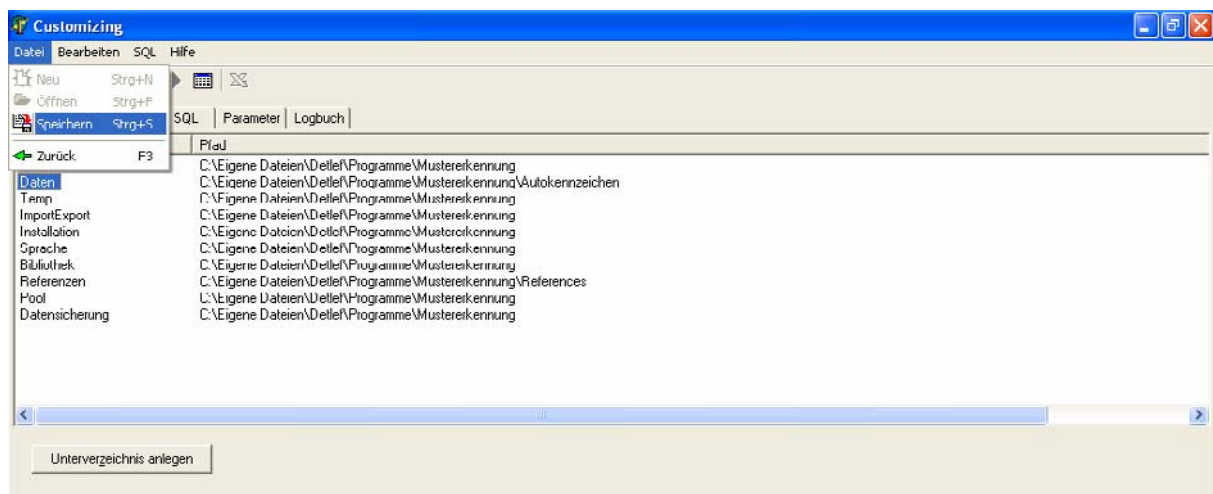 Customizing
Datei Bearbeiten SQL Hilfe
Neu Strg+N
Öffnen Strg+F
Speichern Strg+S
Zurück F3
SQL Parameter Logbuch
Pfad
C:\Eigene Dateien\Detlef\Programme\Mustererkennung
Daten C:\Eigene Dateien\Detlef\Programme\Mustererkennung\Autokennzeichen
Temp C:\Eigene Dateien\Detlef\Programme\Mustererkennung
ImportExport C:\Eigene Dateien\Detlef\Programme\Mustererkennung
Installation C:\Eigene Dateien\Detlef\Programme\Mustererkennung
Sprache C:\Eigene Dateien\Detlef\Programme\Mustererkennung
Bibliothek C:\Eigene Dateien\Detlef\Programme\Mustererkennung
Referenzen C:\Eigene Dateien\Detlef\Programme\Mustererkennung\References
Pool C:\Eigene Dateien\Detlef\Programme\Mustererkennung
Datensicherung C:\Eigene Dateien\Detlef\Programme\Mustererkennung
Unterverzeichnis anlegen